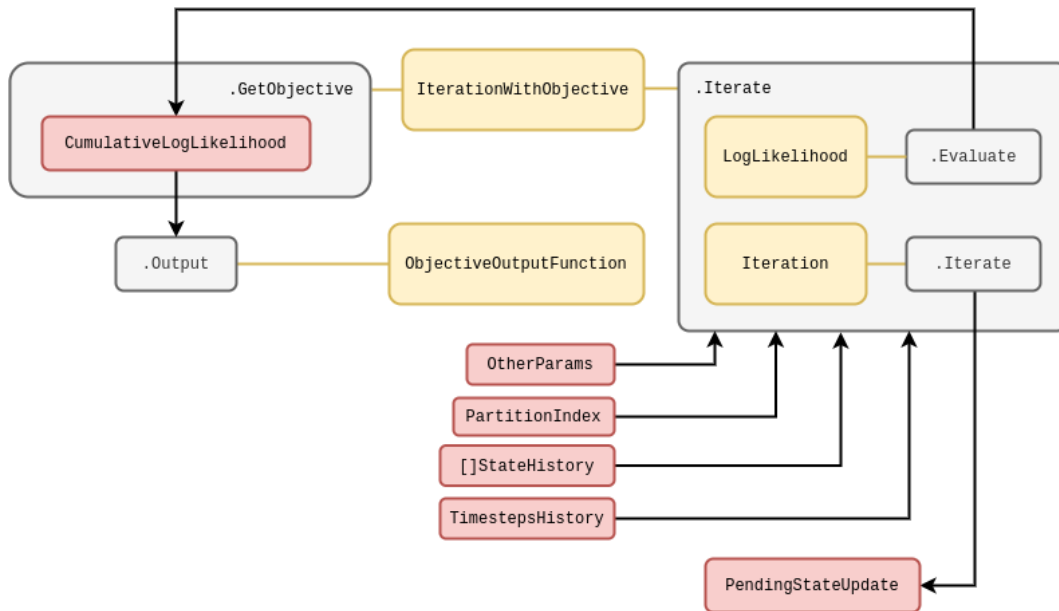 .GetObjective
IterationWithObjective
.Iterate
CumulativeLogLikelihood
LogLikelihood
.Evaluate
.Output
ObjectiveOutputFunction
Iteration
.Iterate
OtherParams
PartitionIndex
[]StateHistory
TimestepsHistory
PendingStateUpdate